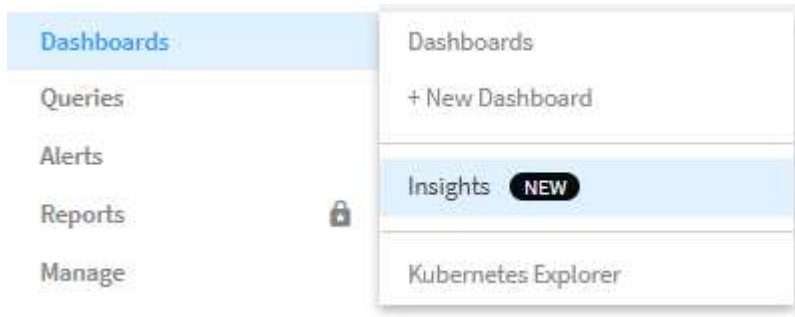 Dashboards
Queries
Alerts
Reports
Manage
Dashboards
+ New Dashboard
Insights NEW
Kubernetes Explorer